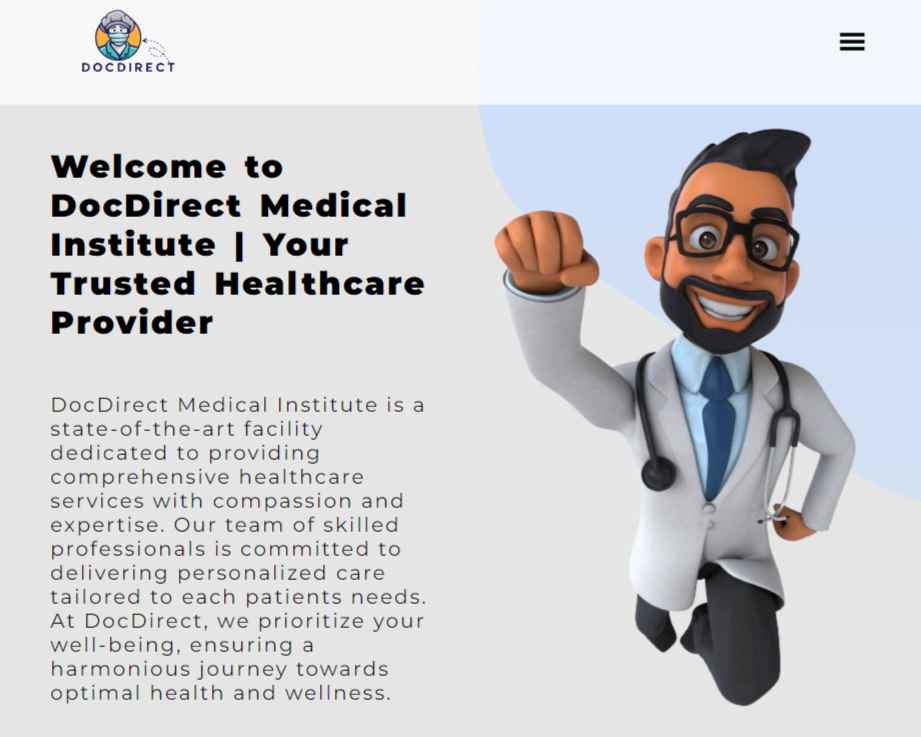 DOCDIRECT
Welcome to
DocDirect Medical
Institute | Your
Trusted Healthcare
Provider
DocDirect Medical Institute is a
state-of-the-art facility
dedicated to providing
comprehensive healthcare
services with compassion and
expertise. Our team of skilled
professionals is committed to
delivering personalized care
tailored to each patients needs.
At DocDirect, we prioritize your
well-being, ensuring a
harmonious journey towards
optimal health and wellness.